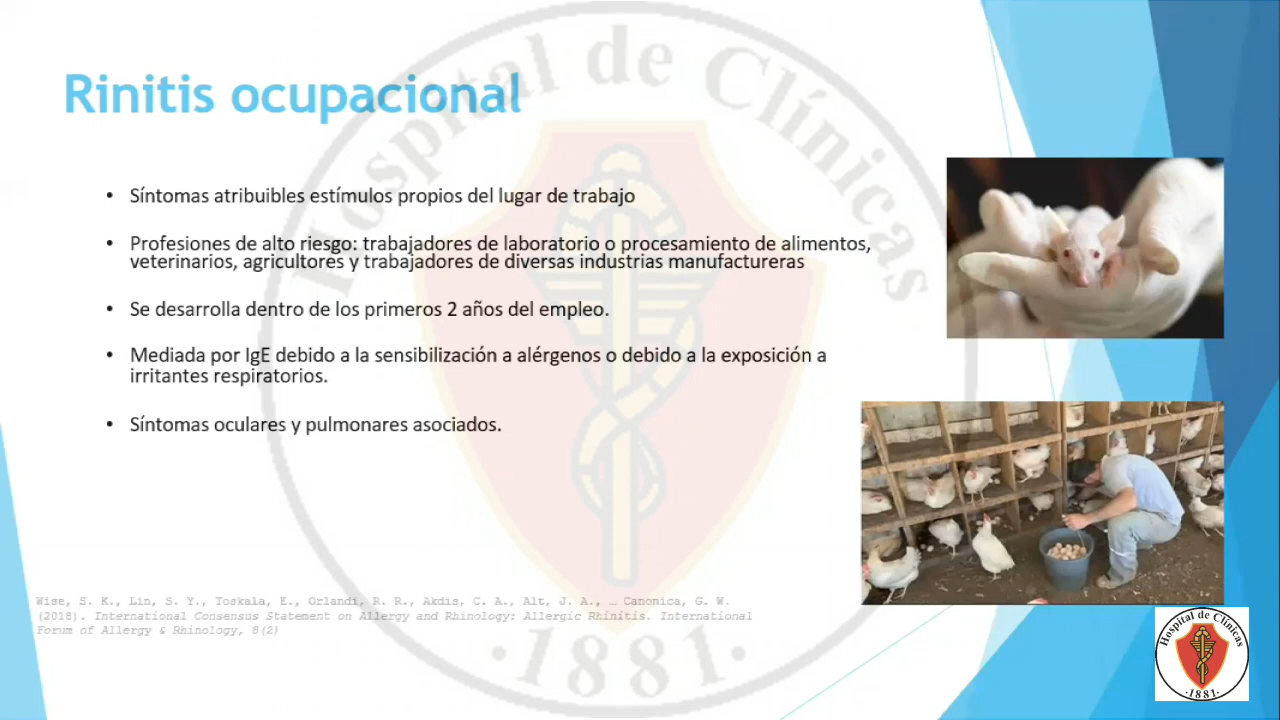 Rinitis ocupacional
• Síntomas atribuibles estímulos propios del lugar de trabajo
• Profesiones de alto riesgo: trabajadores de laboratorio o procesamiento de alimentos,
veterinarios, agricultores y trabajadores de diversas industrias manufactureras
• Se desarrolla dentro de los primeros 2 años del empleo.
• Mediada por IgE debido a la sensibilización a alérgenos o debido a la exposición a
irritantes respiratorios.
• Síntomas oculares y pulmonares asociados.
Wise, S. K., Lin, S. Y., Toskala, E., Orlandi, R. R., Akdis, C. A., Alt, J. A., … Canonica, G. W.
(2018). International Consensus Statement on Allergy and Rhinology: Allergic Rhinitis. International
Forum of Allergy & Rhinology, 8(2)
Hospital de Clínicas
·1881·
Hospital de Clínicas
·1881·